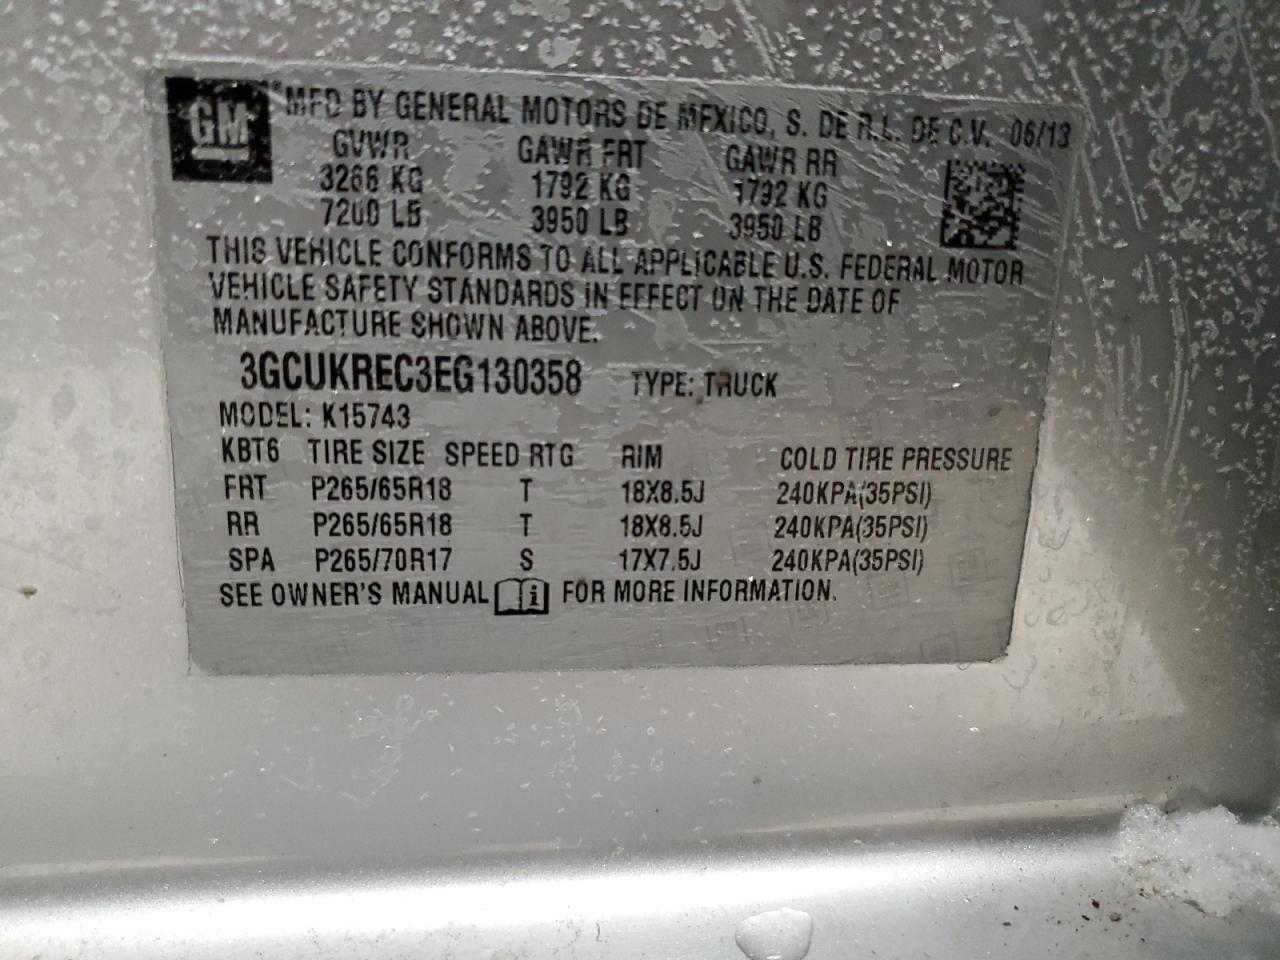 GM
MFD BY GENERAL MOTORS DE MEXICO, S. DE R.L. DE C.V. 06/13
GVWR GAWR FRT GAWR RR
3266 KG 1792 KG 1792 KG
7200 LB 3950 LB 3950 LB
THIS VEHICLE CONFORMS TO ALL APPLICABLE U.S. FEDERAL MOTOR
VEHICLE SAFETY STANDARDS IN EFFECT ON THE DATE OF
MANUFACTURE SHOWN ABOVE.
3GCUKREC3EG130358 TYPE: TRUCK
MODEL: K15743
KBT6 TIRE SIZE SPEED RTG RIM COLD TIRE PRESSURE
FRT P265/65R18 T 18X8.5J 240KPA(35PSI)
RR P265/65R18 T 18X8.5J 240KPA(35PSI)
SPA P265/70R17 S 17X7.5J 240KPA(35PSI)
SEE OWNER'S MANUAL i FOR MORE INFORMATION.